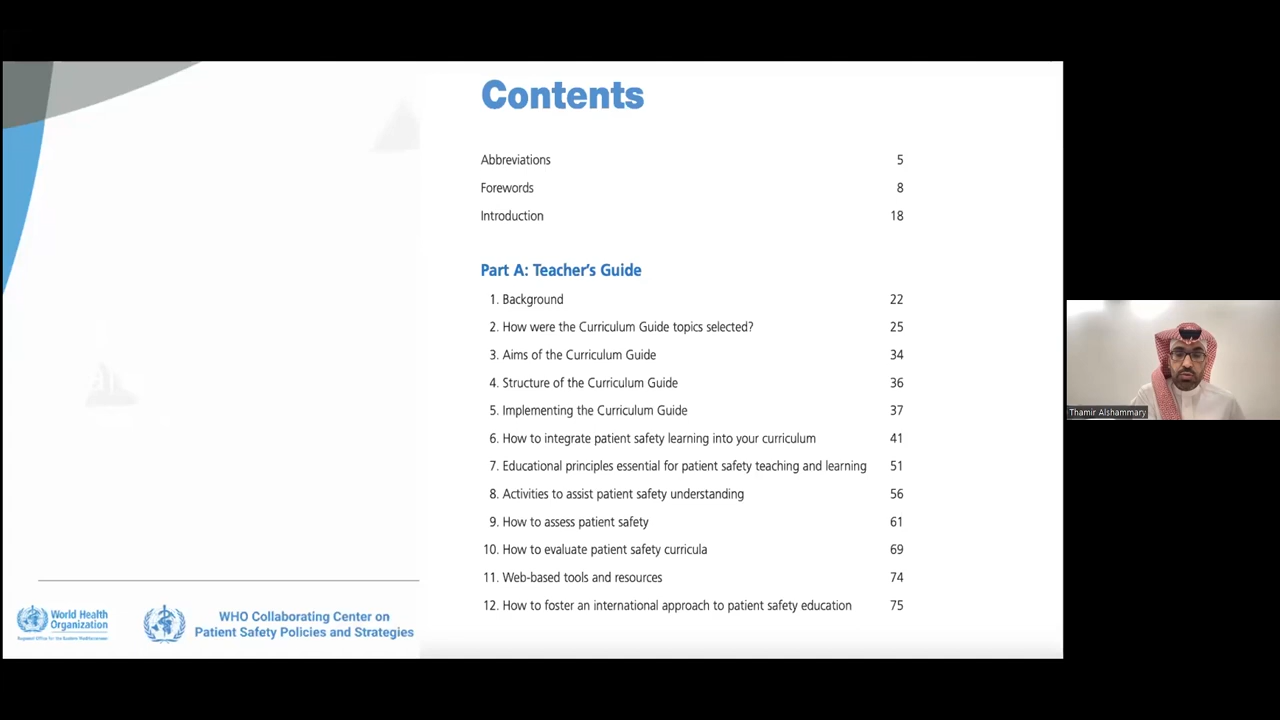 Contents
Abbreviations 5
Forewords 8
Introduction 18
Part A: Teacher's Guide
1. Background 22
2. How were the Curriculum Guide topics selected? 25
3. Aims of the Curriculum Guide 34
4. Structure of the Curriculum Guide 36
5. Implementing the Curriculum Guide 37
6. How to integrate patient safety learning into your curriculum 41
7. Educational principles essential for patient safety teaching and learning 51
8. Activities to assist patient safety understanding 56
9. How to assess patient safety 61
10. How to evaluate patient safety curricula 69
11. Web-based tools and resources 74
12. How to foster an international approach to patient safety education 75
World Health
Organization
Regional Office for the Eastern Mediterranean
WHO Collaborating Center on
Patient Safety Policies and Strategies
Thamir Alshammary